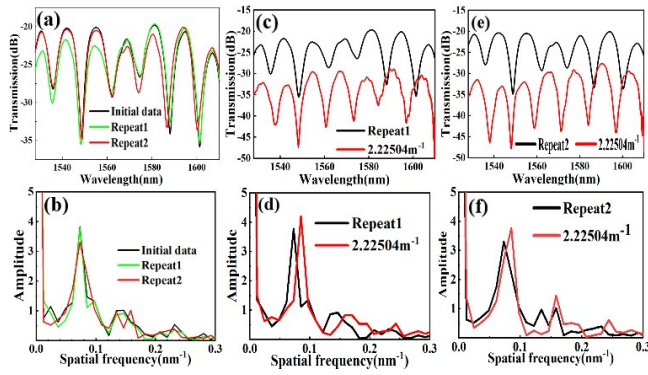 (a)
Transmission(dB)
-20
-25
-30
-35
Initial data
Repeat1
Repeat2
1540 1560 1580 1600
Wavelength(nm)
(c)
Transmission(dB)
-15
-20
-25
-30
-35
-40
-45
-50
Repeat1
2.22504m-1
1540 1560 1580 1600
Wavelength(nm)
(e)
Transmission(dB)
-15
-20
-25
-30
-35
-40
-45
-50
Repeat2 2.22504m-1
1540 1560 1580 1600
Wavelength(nm)
(b)
Amplitude
5
4
3
2
1
Initial data
Repeat1
Repeat2
0.0 0.1 0.2 0.3
Spatial frequency(nm-1)
(d)
Amplitude
5
4
3
2
1
Repeat1
2.22504m-1
0.0 0.1 0.2 0.3
Spatial frequency(nm-1)
(f)
Amplitude
5
4
3
2
1
Repeat2
2.22504m-1
0.0 0.1 0.2 0.3
Spatial frequency(nm-1)